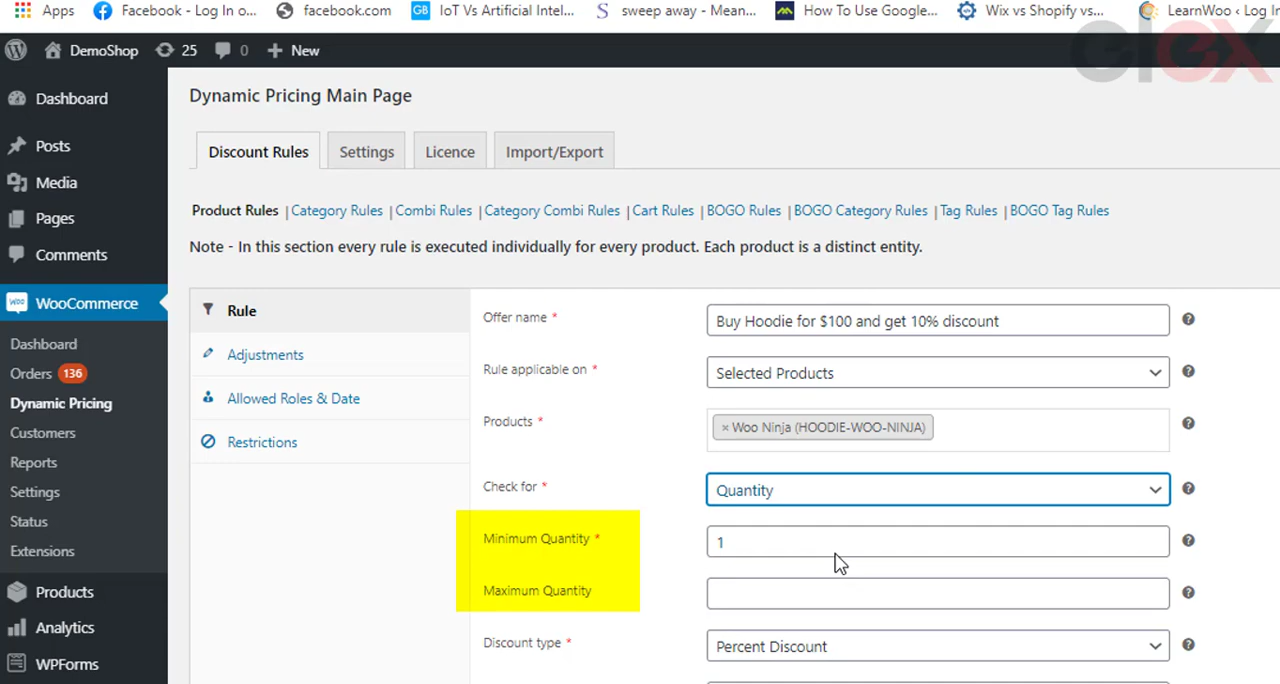 Apps Facebook - Log In o... facebook.com GB IoT Vs Artificial Intel... S sweep away - Mean... How To Use Google... Wix vs Shopify vs... LearnWoo ‹ Log In
DemoShop 25 0 + New
elex
Dashboard
Posts
Media
Pages
Comments
WooCommerce
Dashboard
Orders 136
Dynamic Pricing
Customers
Reports
Settings
Status
Extensions
Products
Analytics
WPForms
Dynamic Pricing Main Page
Discount Rules Settings Licence Import/Export
Product Rules | Category Rules | Combi Rules | Category Combi Rules | Cart Rules | BOGO Rules | BOGO Category Rules | Tag Rules | BOGO Tag Rules
Note - In this section every rule is executed individually for every product. Each product is a distinct entity.
Rule
Adjustments
Allowed Roles & Date
Restrictions
Offer name * Buy Hoodie for $100 and get 10% discount
Rule applicable on * Selected Products
Products * × Woo Ninja (HOODIE-WOO-NINJA)
Check for * Quantity
Minimum Quantity * 1
Maximum Quantity
Discount type * Percent Discount